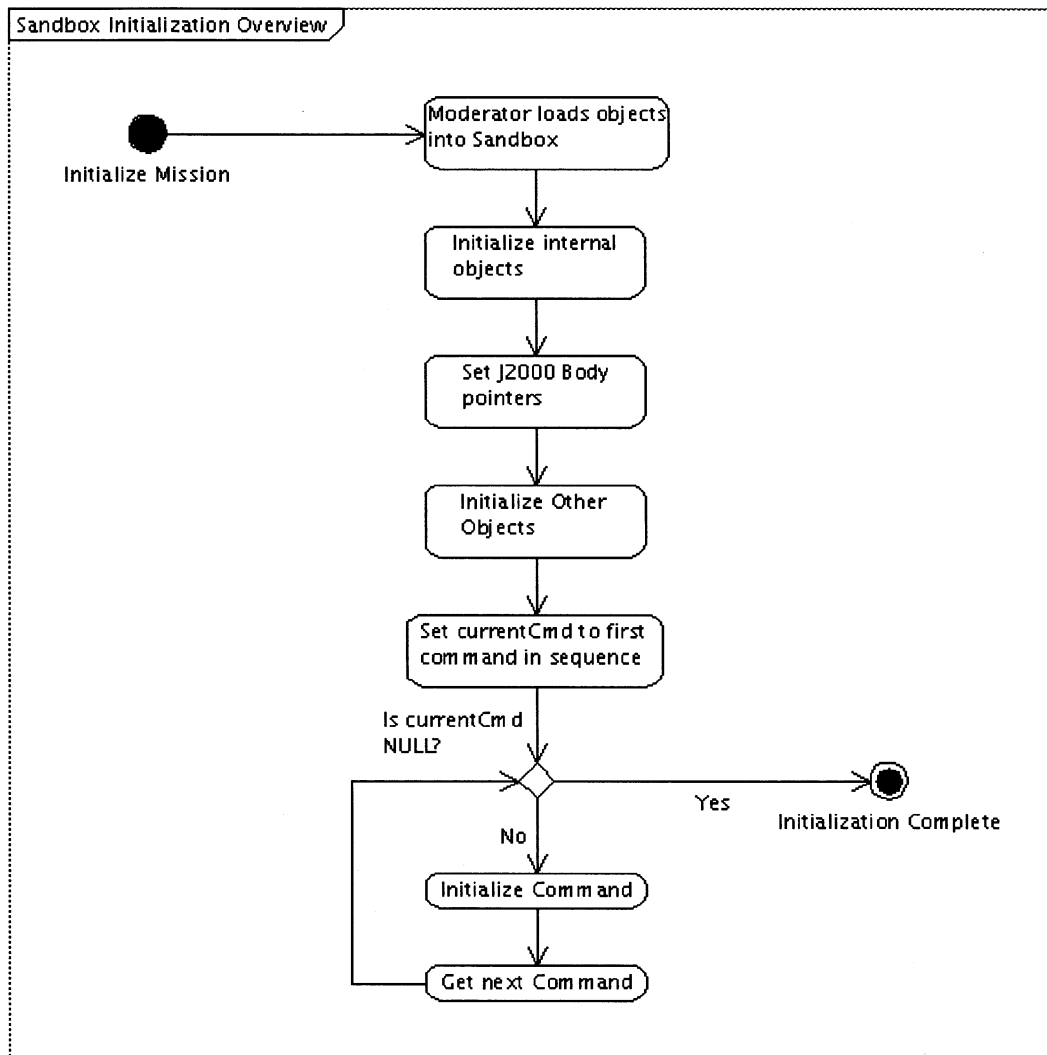 Sandbox Initialization Overview
Initialize Mission
Moderator loads objects
into Sandbox
Initialize internal
objects
Set J2000 Body
pointers
Initialize Other
Objects
Set currentCmd to first
command in sequence
Is currentCmd
NULL?
Yes
Initialization Complete
No
Initialize Command
Get next Command